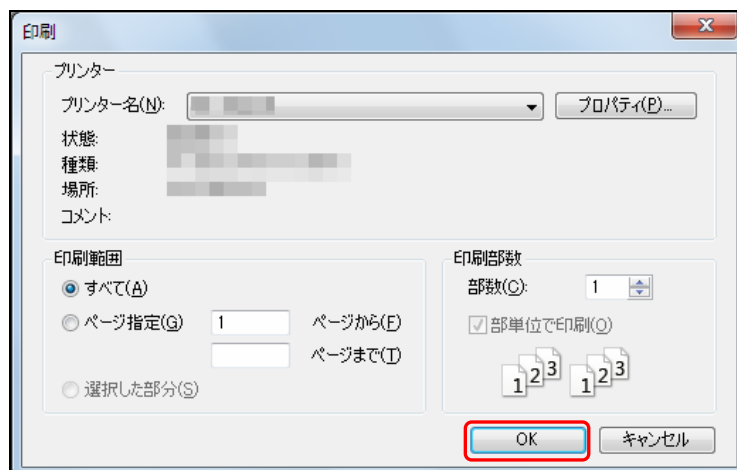 印刷
プリンター
プリンター名(N): プロパティ(P)...
状態:
種類:
場所:
コメント:
印刷範囲
すべて(A)
ページ指定(G) 1 ページから(F)
ページまで(T)
選択した部分(S)
印刷部数
部数(C): 1
部単位で印刷(O)
1 2 3 1 2 3
OK キャンセル